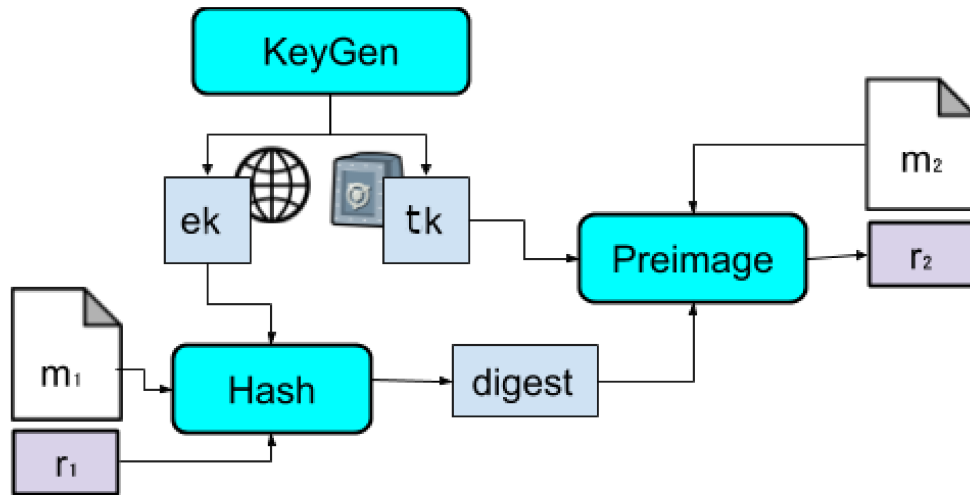 KeyGen
ek
tk
m₂
Preimage
r₂
m₁
Hash
digest
r₁